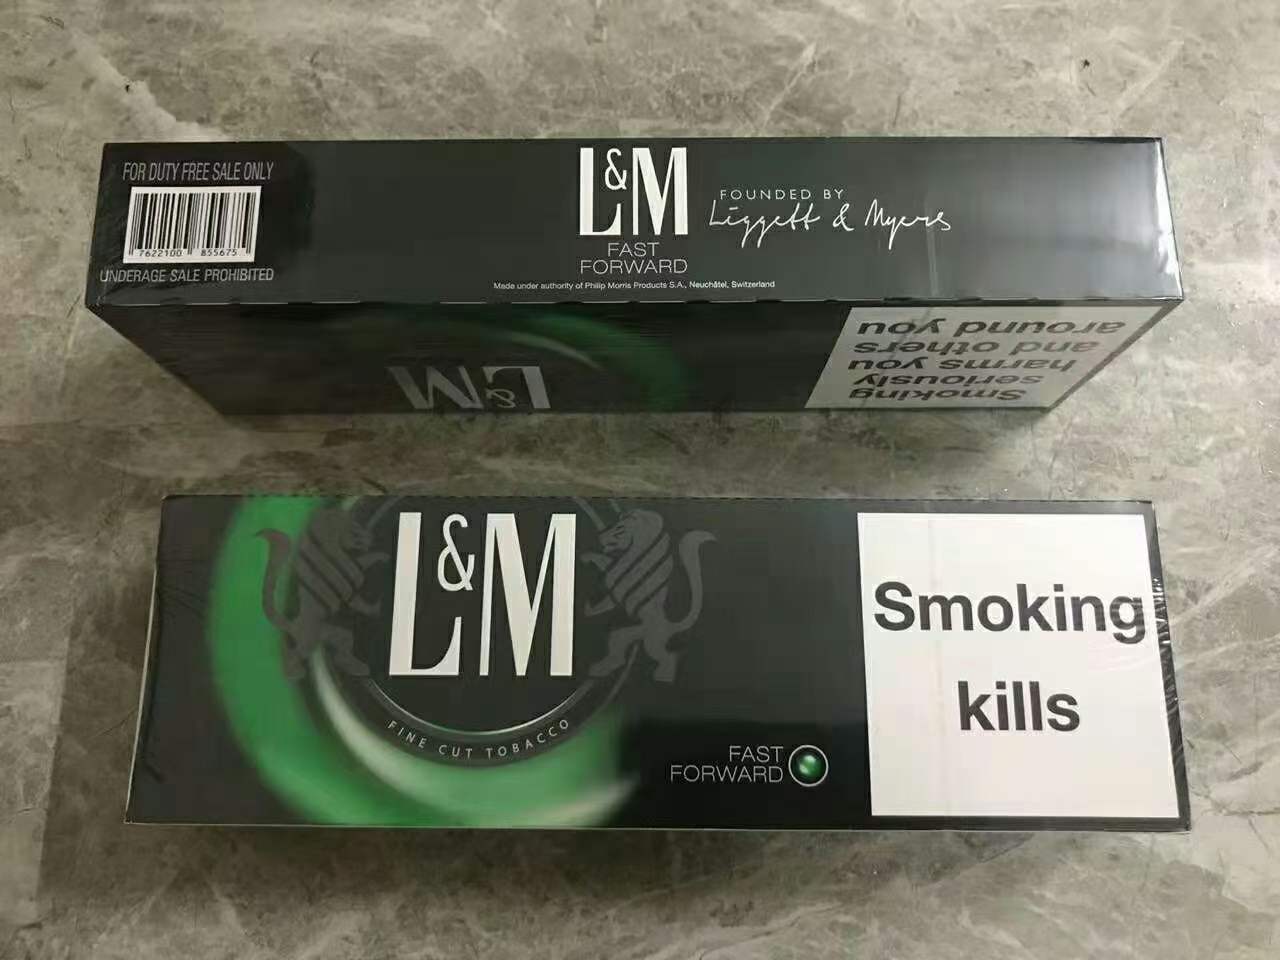 FOR DUTY FREE SALE ONLY
7622100 855675
UNDERAGE SALE PROHIBITED
L&M
FAST
FORWARD
FOUNDED BY
Liggett & Myers
Made under authority of Philip Morris Products S.A., Neuchâtel, Switzerland
L&M
Smoking
seriously
harms you
and others
around you
L&M
FINE CUT TOBACCO
FAST
FORWARD
Smoking
kills